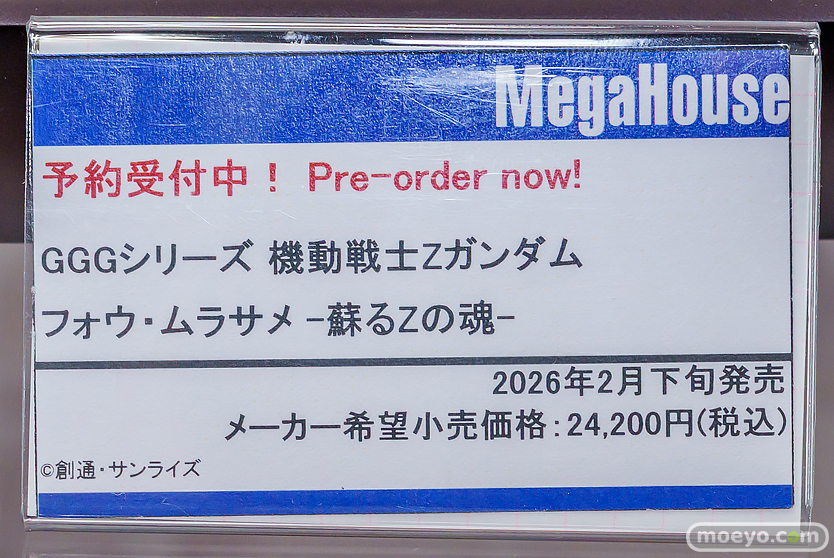 MegaHouse
予約受付中！ Pre-order now!
GGGシリーズ 機動戦士Zガンダム
フォウ・ムラサメ -蘇るZの魂-
2026年2月下旬発売
メーカー希望小売価格:24,200円(税込)
©創通・サンライズ
moeyo.com